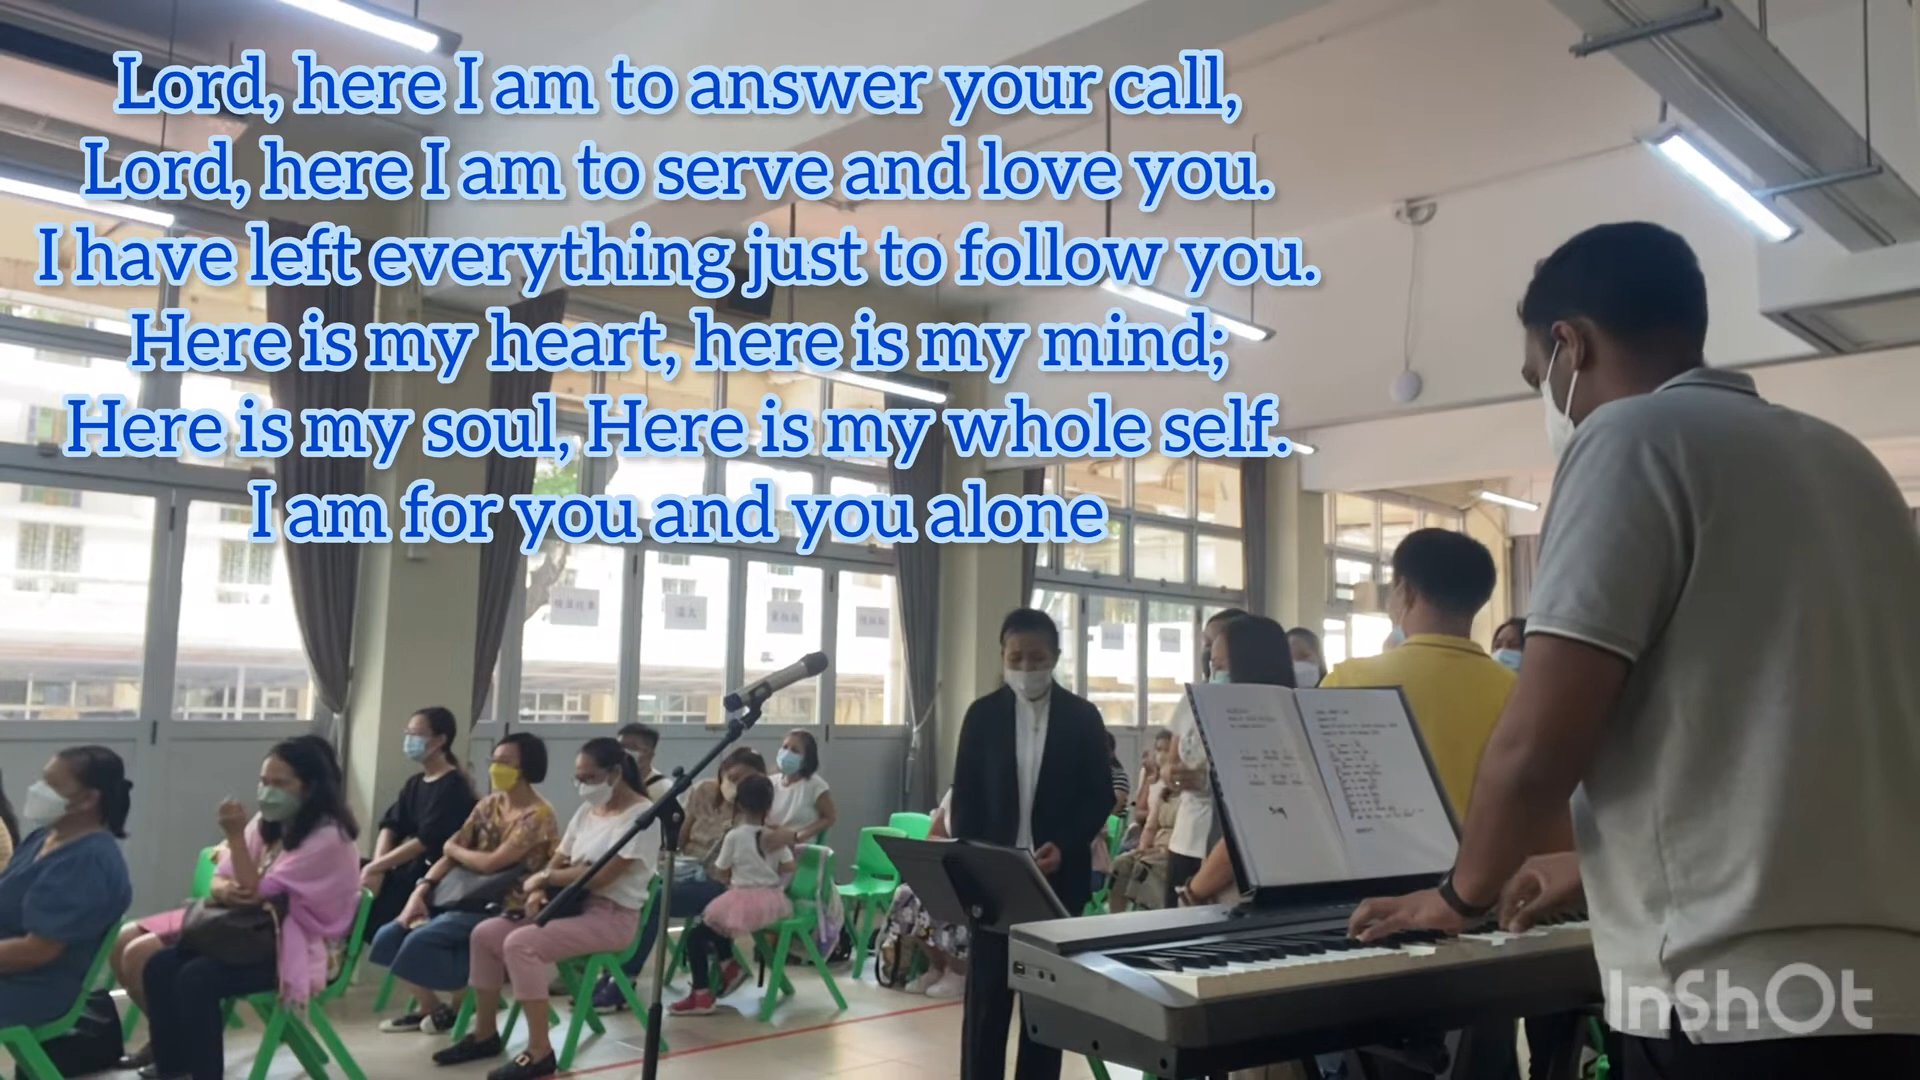 Lord, here I am to answer your call,
Lord, here I am to serve and love you.
I have left everything just to follow you.
Here is my heart, here is my mind;
Here is my soul, Here is my whole self.
I am for you and you alone
InShOt